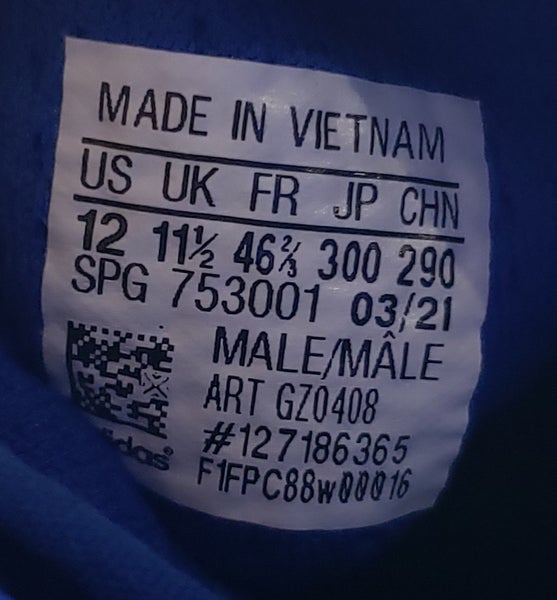 MADE IN VIETNAM
US UK FR JP CHN
12 11½ 46⅔ 300 290
SPG 753001 03/21
MALE/MÂLE
ART GZ0408
#127186365
adidas®
F1FPC88W00016